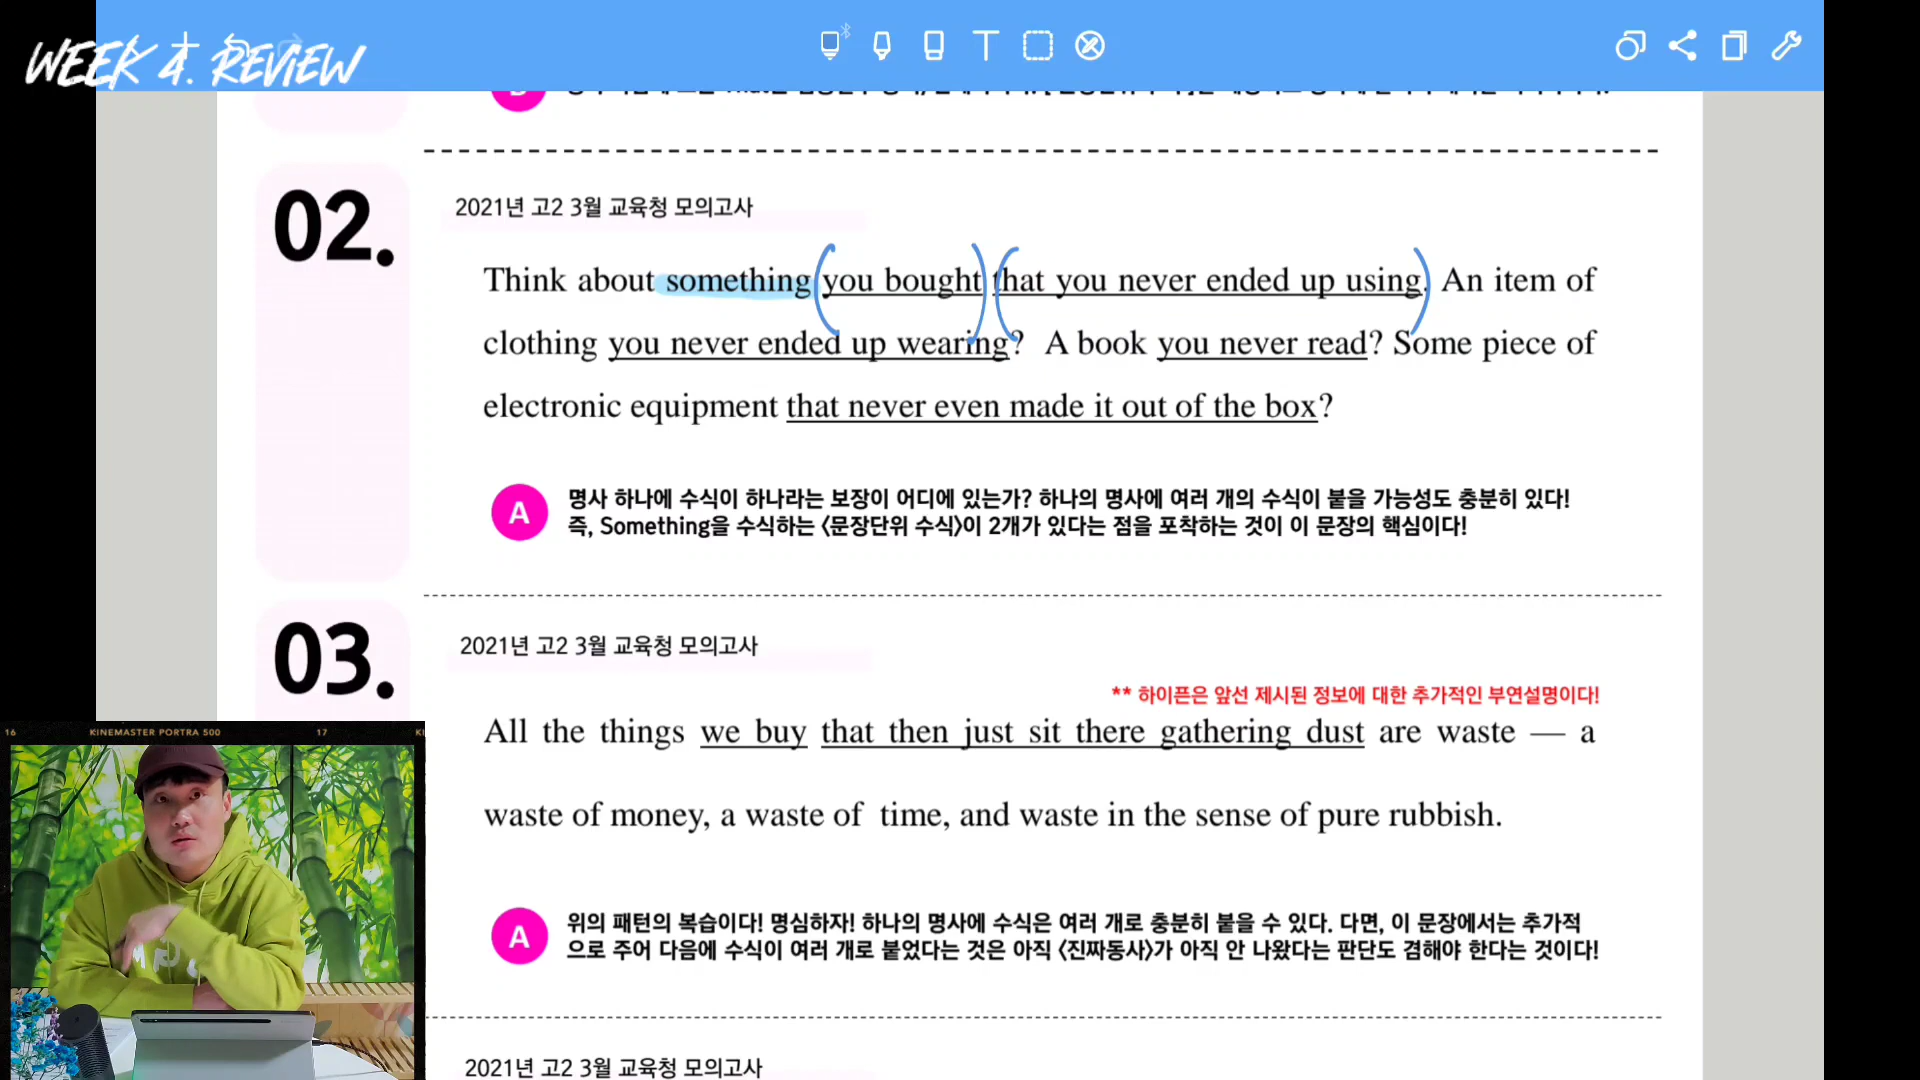 WEEK 4. REVIEW
02.
2021년 고2 3월 교육청 모의고사
Think about something you bought that you never ended up using. An item of
clothing you never ended up wearing? A book you never read? Some piece of
electronic equipment that never even made it out of the box?
A
명사 하나에 수식이 하나라는 보장이 어디에 있는가? 하나의 명사에 여러 개의 수식이 붙을 가능성도 충분히 있다!
즉, Something을 수식하는 <문장단위 수식>이 2개가 있다는 점을 포착하는 것이 이 문장의 핵심이다!
03.
2021년 고2 3월 교육청 모의고사
** 하이픈은 앞선 제시된 정보에 대한 추가적인 부연설명이다!
All the things we buy that then just sit there gathering dust are waste — a
waste of money, a waste of time, and waste in the sense of pure rubbish.
A
위의 패턴의 복습이다! 명심하자! 하나의 명사에 수식은 여러 개로 충분히 붙을 수 있다. 다면, 이 문장에서는 추가적
으로 주어 다음에 수식이 여러 개로 붙었다는 것은 아직 <진짜동사>가 아직 안 나왔다는 판단도 겸해야 한다는 것이다!
2021년 고2 3월 교육청 모의고사
16 KINEMASTER PORTRA 500 17 KI